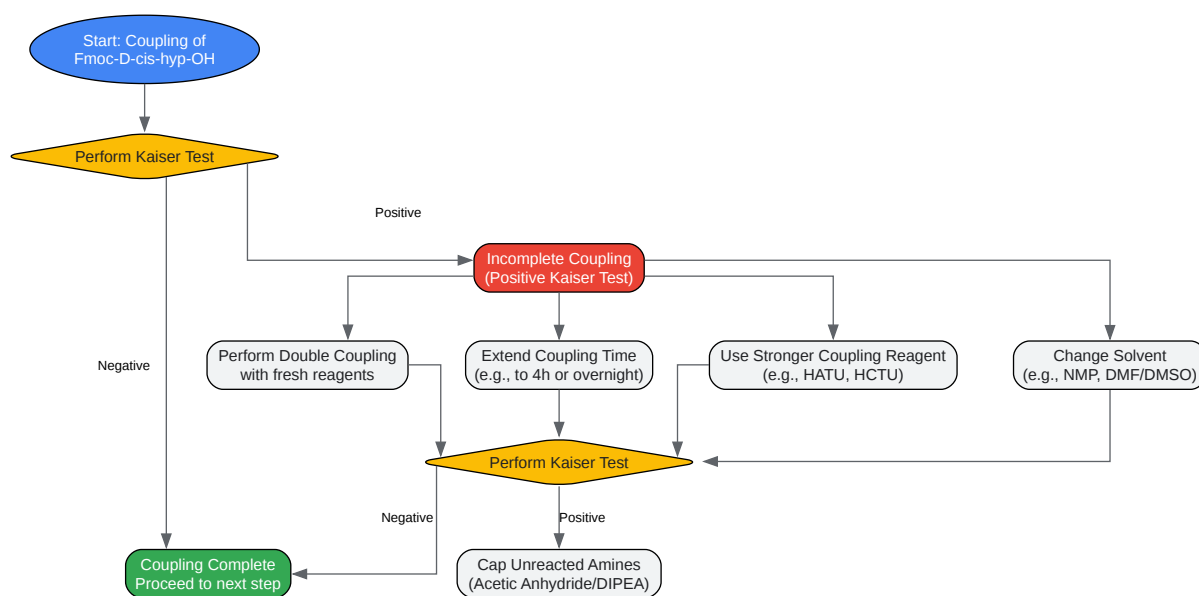 Start: Coupling of
Fmoc-D-cis-hyp-OH
Perform Kaiser Test
Positive
Incomplete Coupling
(Positive Kaiser Test)
Negative
Perform Double Coupling
with fresh reagents
Extend Coupling Time
(e.g., to 4h or overnight)
Use Stronger Coupling Reagent
(e.g., HATU, HCTU)
Change Solvent
(e.g., NMP, DMF/DMSO)
Perform Kaiser Test
Negative
Positive
Coupling Complete
Proceed to next step
Cap Unreacted Amines
(Acetic Anhydride/DIPEA)